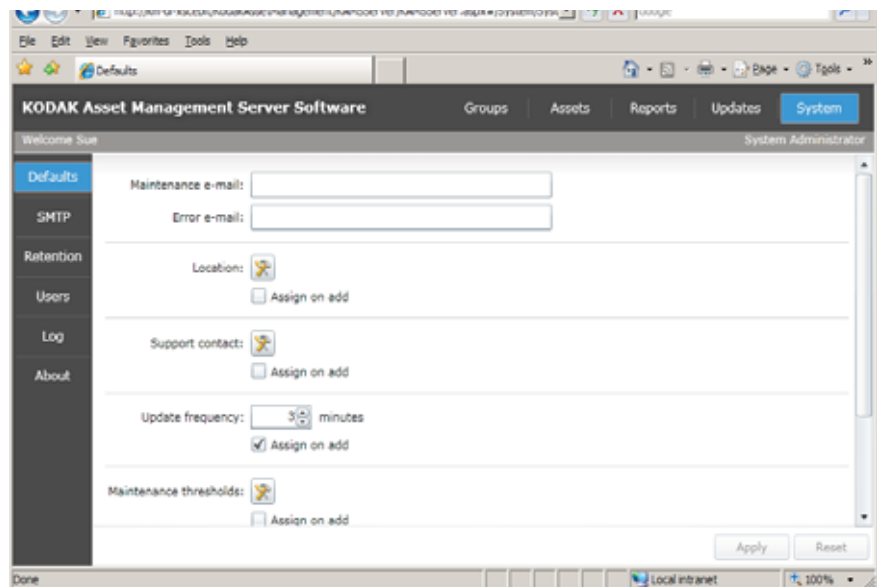 File Edit View Favorites Tools Help
Defaults
Page Tools
KODAK Asset Management Server Software Groups Assets Reports Updates System
Welcome Sue System Administrator
Defaults
SMTP
Retention
Users
Log
About
Maintenance e-mail:
Error e-mail:
Location:
Assign on add
Support contact:
Assign on add
Update frequency: 3 minutes
Assign on add
Maintenance thresholds:
Assign on add
Apply Reset
Done Local intranet 100%